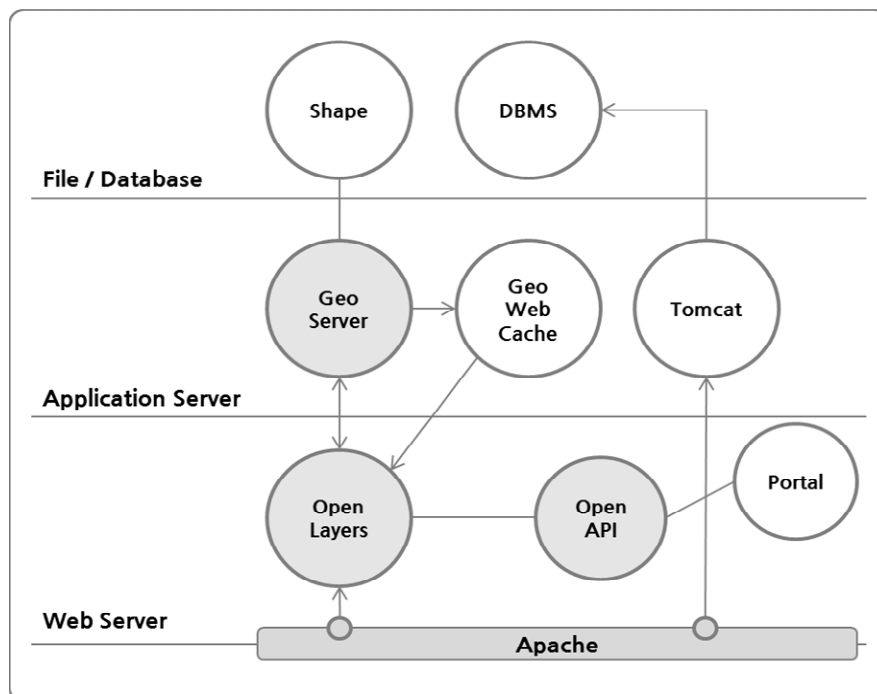 Shape
DBMS
File / Database
Geo
Server
Geo
Web
Cache
Tomcat
Application Server
Open
Layers
Open
API
Portal
Web Server
Apache